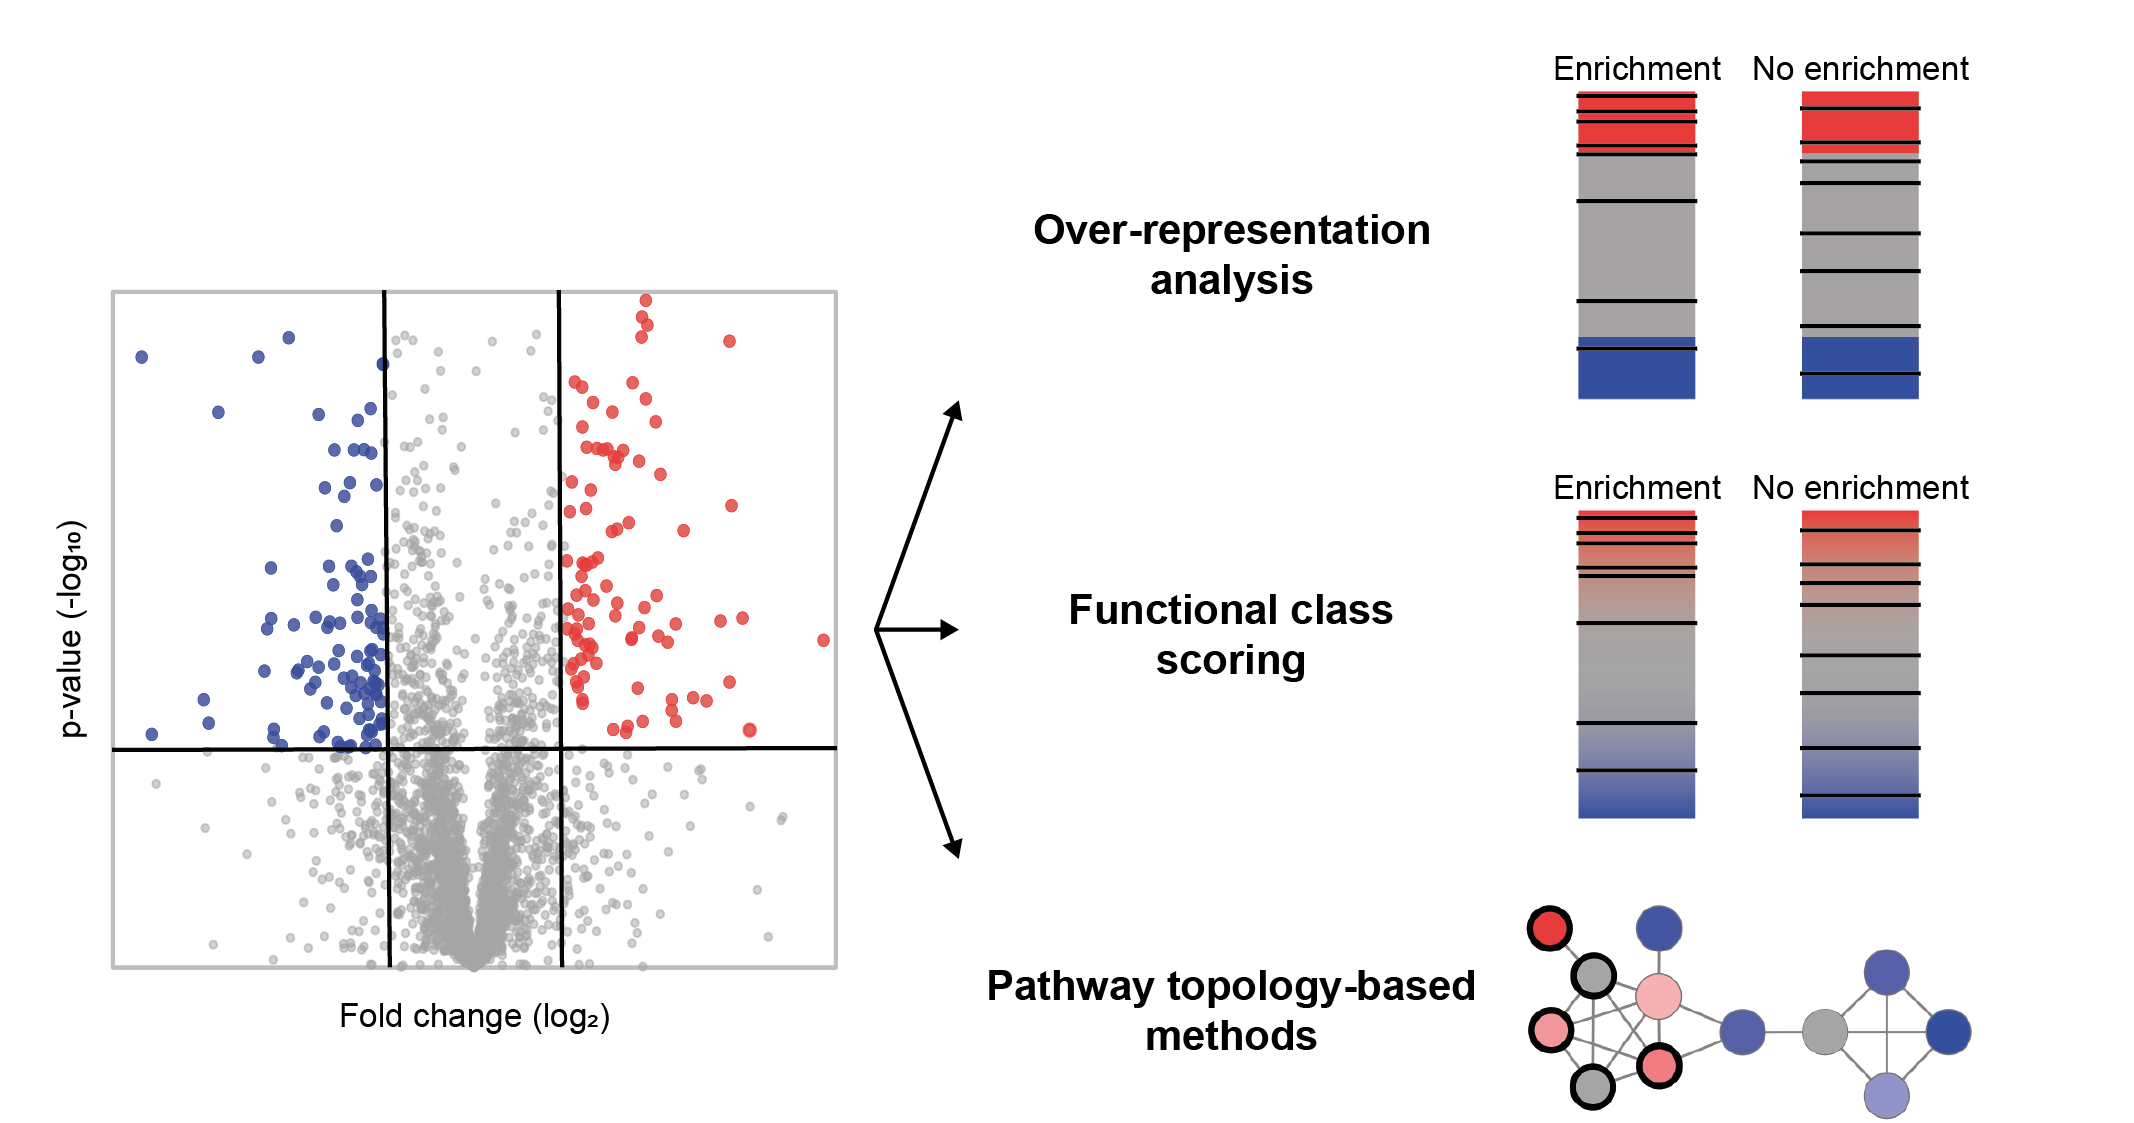 Enrichment No enrichment
Over-representation
analysis
Enrichment No enrichment
p-value (-log₁₀)
Functional class
scoring
Pathway topology-based
methods
Fold change (log₂)